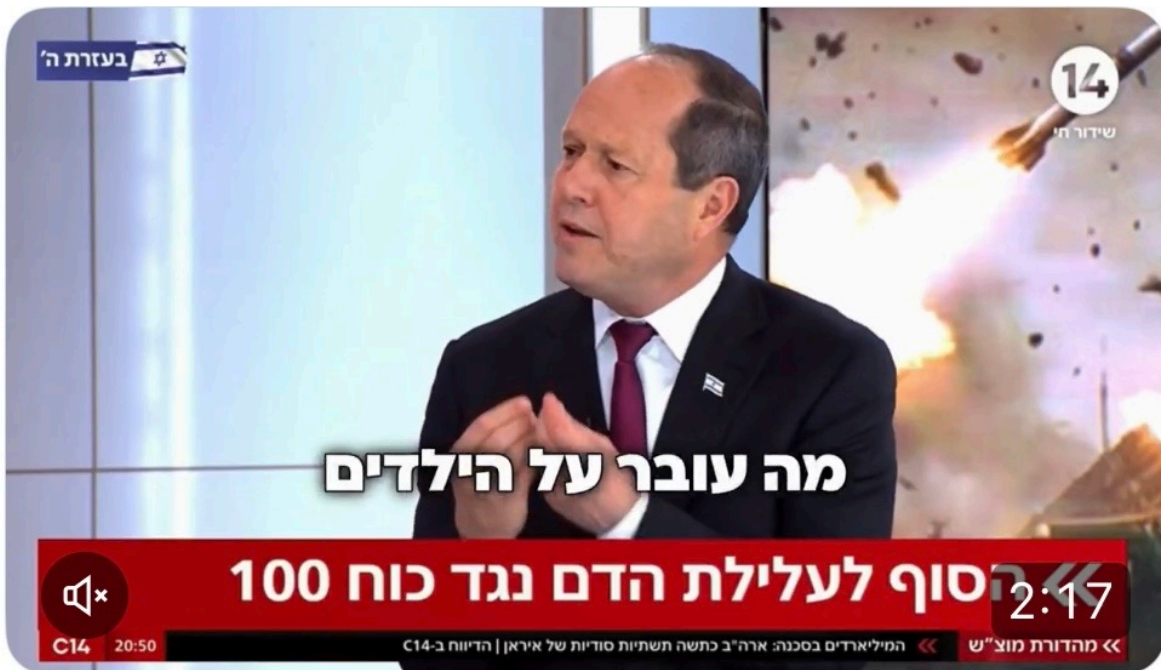 בעזרת ה'
14
שידור חי
מה עובר על הילדים
הסוף לעלילת הדם נגד כוח 100
2:17
מהדורת מוצ"ש
המיליארדים בסכנה: ארה"ב כתשה תשתיות סודיות של איראן | הדיווח ב-C14
20:50
C14